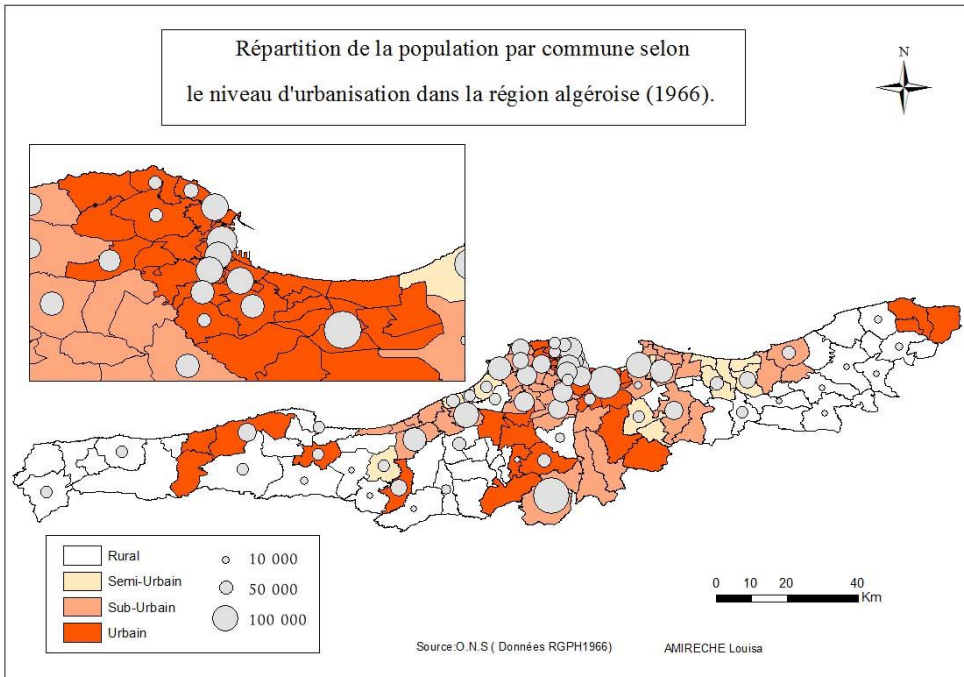 Répartition de la population par commune selon
le niveau d'urbanisation dans la région algéroise (1966).
N
Rural
Semi-Urbain
Sub-Urbain
Urbain
10 000
50 000
100 000
0 10 20 40
Km
Source:O.N.S ( Données RGPH1966) AMIRECHE Louisa